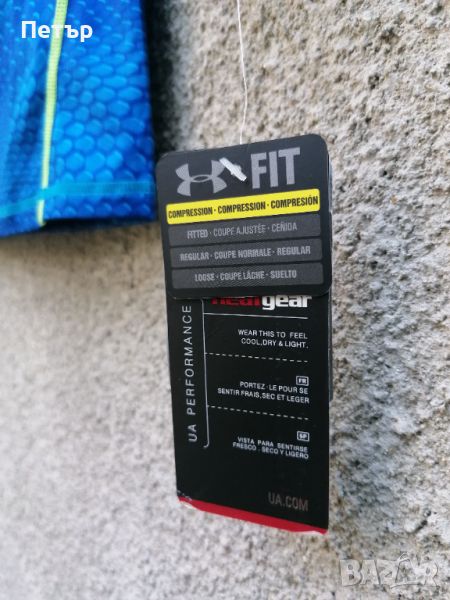 Петър
FIT
COMPRESSION · COMPRESSION · COMPRESIÓN
FITTED · COUPE AJUSTÉE · CEÑIDA
REGULAR · COUPE NORMALE · REGULAR
LOOSE · COUPE LÂCHE · SUELTO
heatgear
WEAR THIS TO FEEL
COOL,DRY & LIGHT.
FR
PORTEZ · LE POUR SE
SENTIR FRAIS,SEC ET LEGER
SP
VISTA PARA SENTIRSE
FRESCO , SECO Y LIGERO
UA PERFORMANCE
UA.COM
bazar